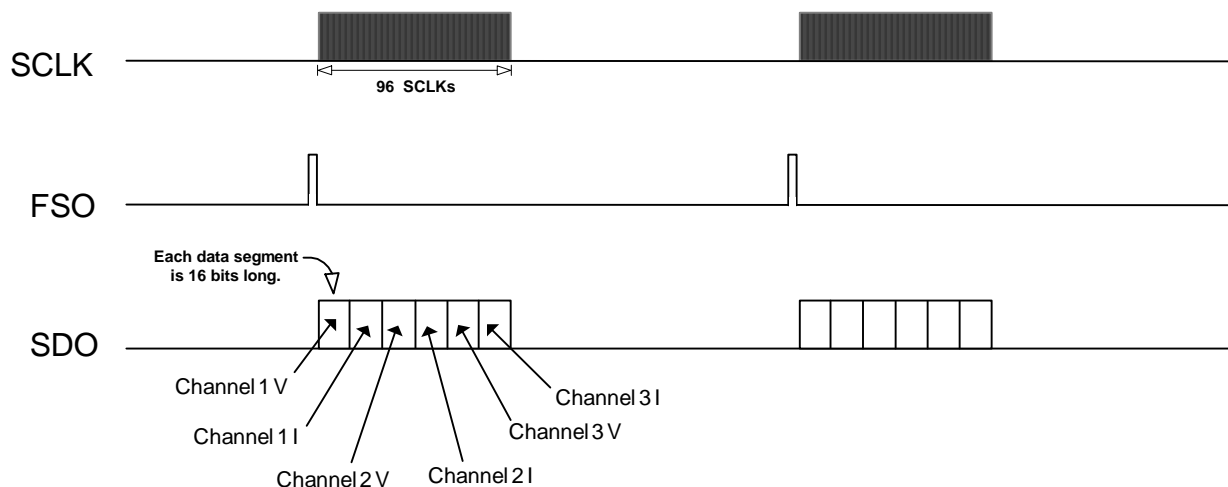 SCLK
96 SCLKs
FSO
Each data segment
is 16 bits long.
SDO
Channel 1 V
Channel 1 I
Channel 2 V
Channel 2 I
Channel 3 V
Channel 3 I